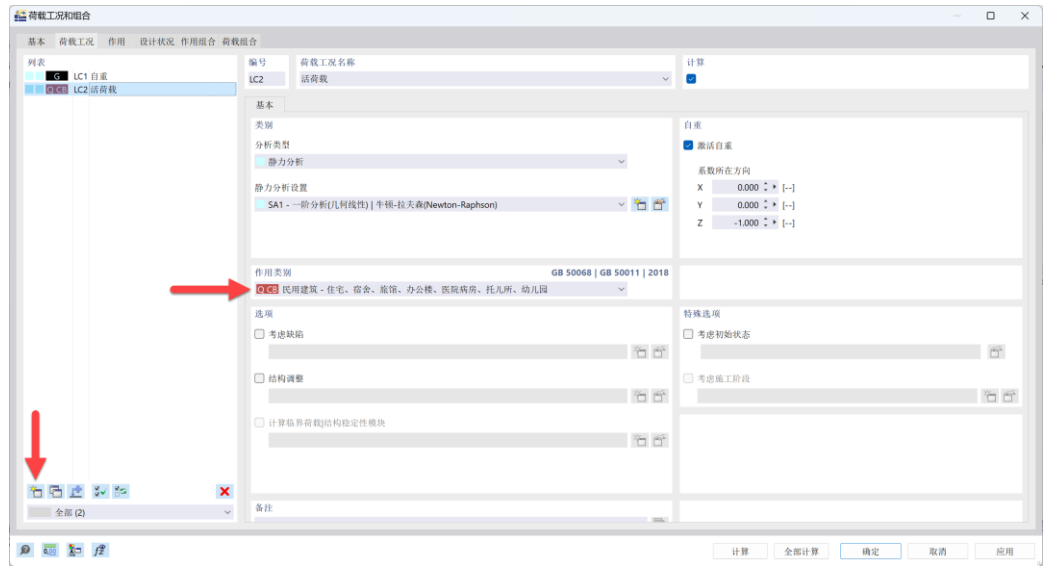 荷载工况和组合
基本 荷载工况 作用 设计状况 作用组合 荷载组合
列表
G LC1 自重
Q CB LC2 活荷载
编号
LC2
荷载工况名称
活荷载
计算
基本
类别
分析类型
静力分析
静力分析设置
SA1 - 一阶分析(几何线性) | 牛顿-拉夫森(Newton-Raphson)
自重
激活自重
系数所在方向
X 0.000 [--]
Y 0.000 [--]
Z -1.000 [--]
作用类别 GB 50068 | GB 50011 | 2018
Q CB 民用建筑 - 住宅、宿舍、旅馆、办公楼、医院病房、托儿所、幼儿园
选项
考虑缺陷
结构调整
计算临界荷载|结构稳定性模块
特殊选项
考虑初始状态
考虑施工阶段
全部 (2)
备注
计算 全部计算 确定 取消 应用